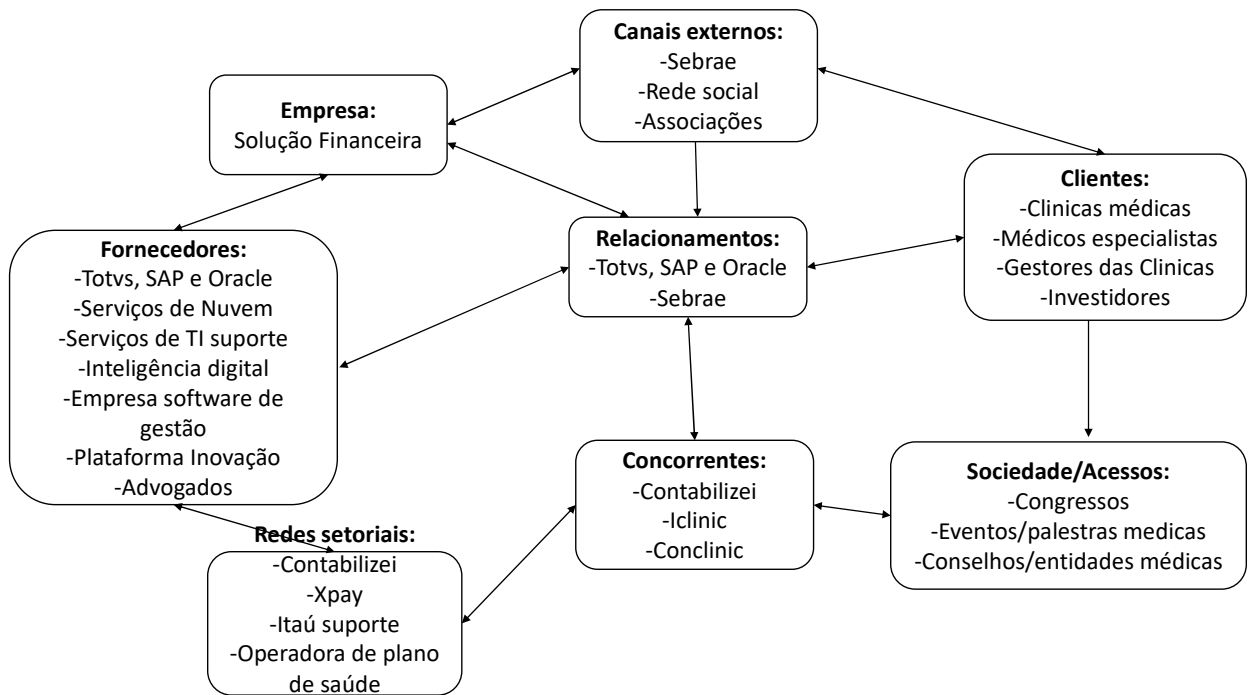 Canais externos:
-Sebrae
-Rede social
-Associações
Empresa:
Solução Financeira
Clientes:
-Clinicas médicas
-Médicos especialistas
-Gestores das Clinicas
-Investidores
Relacionamentos:
-Totvs, SAP e Oracle
-Sebrae
Fornecedores:
-Totvs, SAP e Oracle
-Serviços de Nuvem
-Serviços de TI suporte
-Inteligência digital
-Empresa software de
gestão
-Plataforma Inovação
-Advogados
Concorrentes:
-Contabilizei
-Iclinic
-Conclinic
Sociedade/Acessos:
-Congressos
-Eventos/palestras medicas
-Conselhos/entidades médicas
Redes setoriais:
-Contabilizei
-Xpay
-Itaú suporte
-Operadora de plano
de saúde